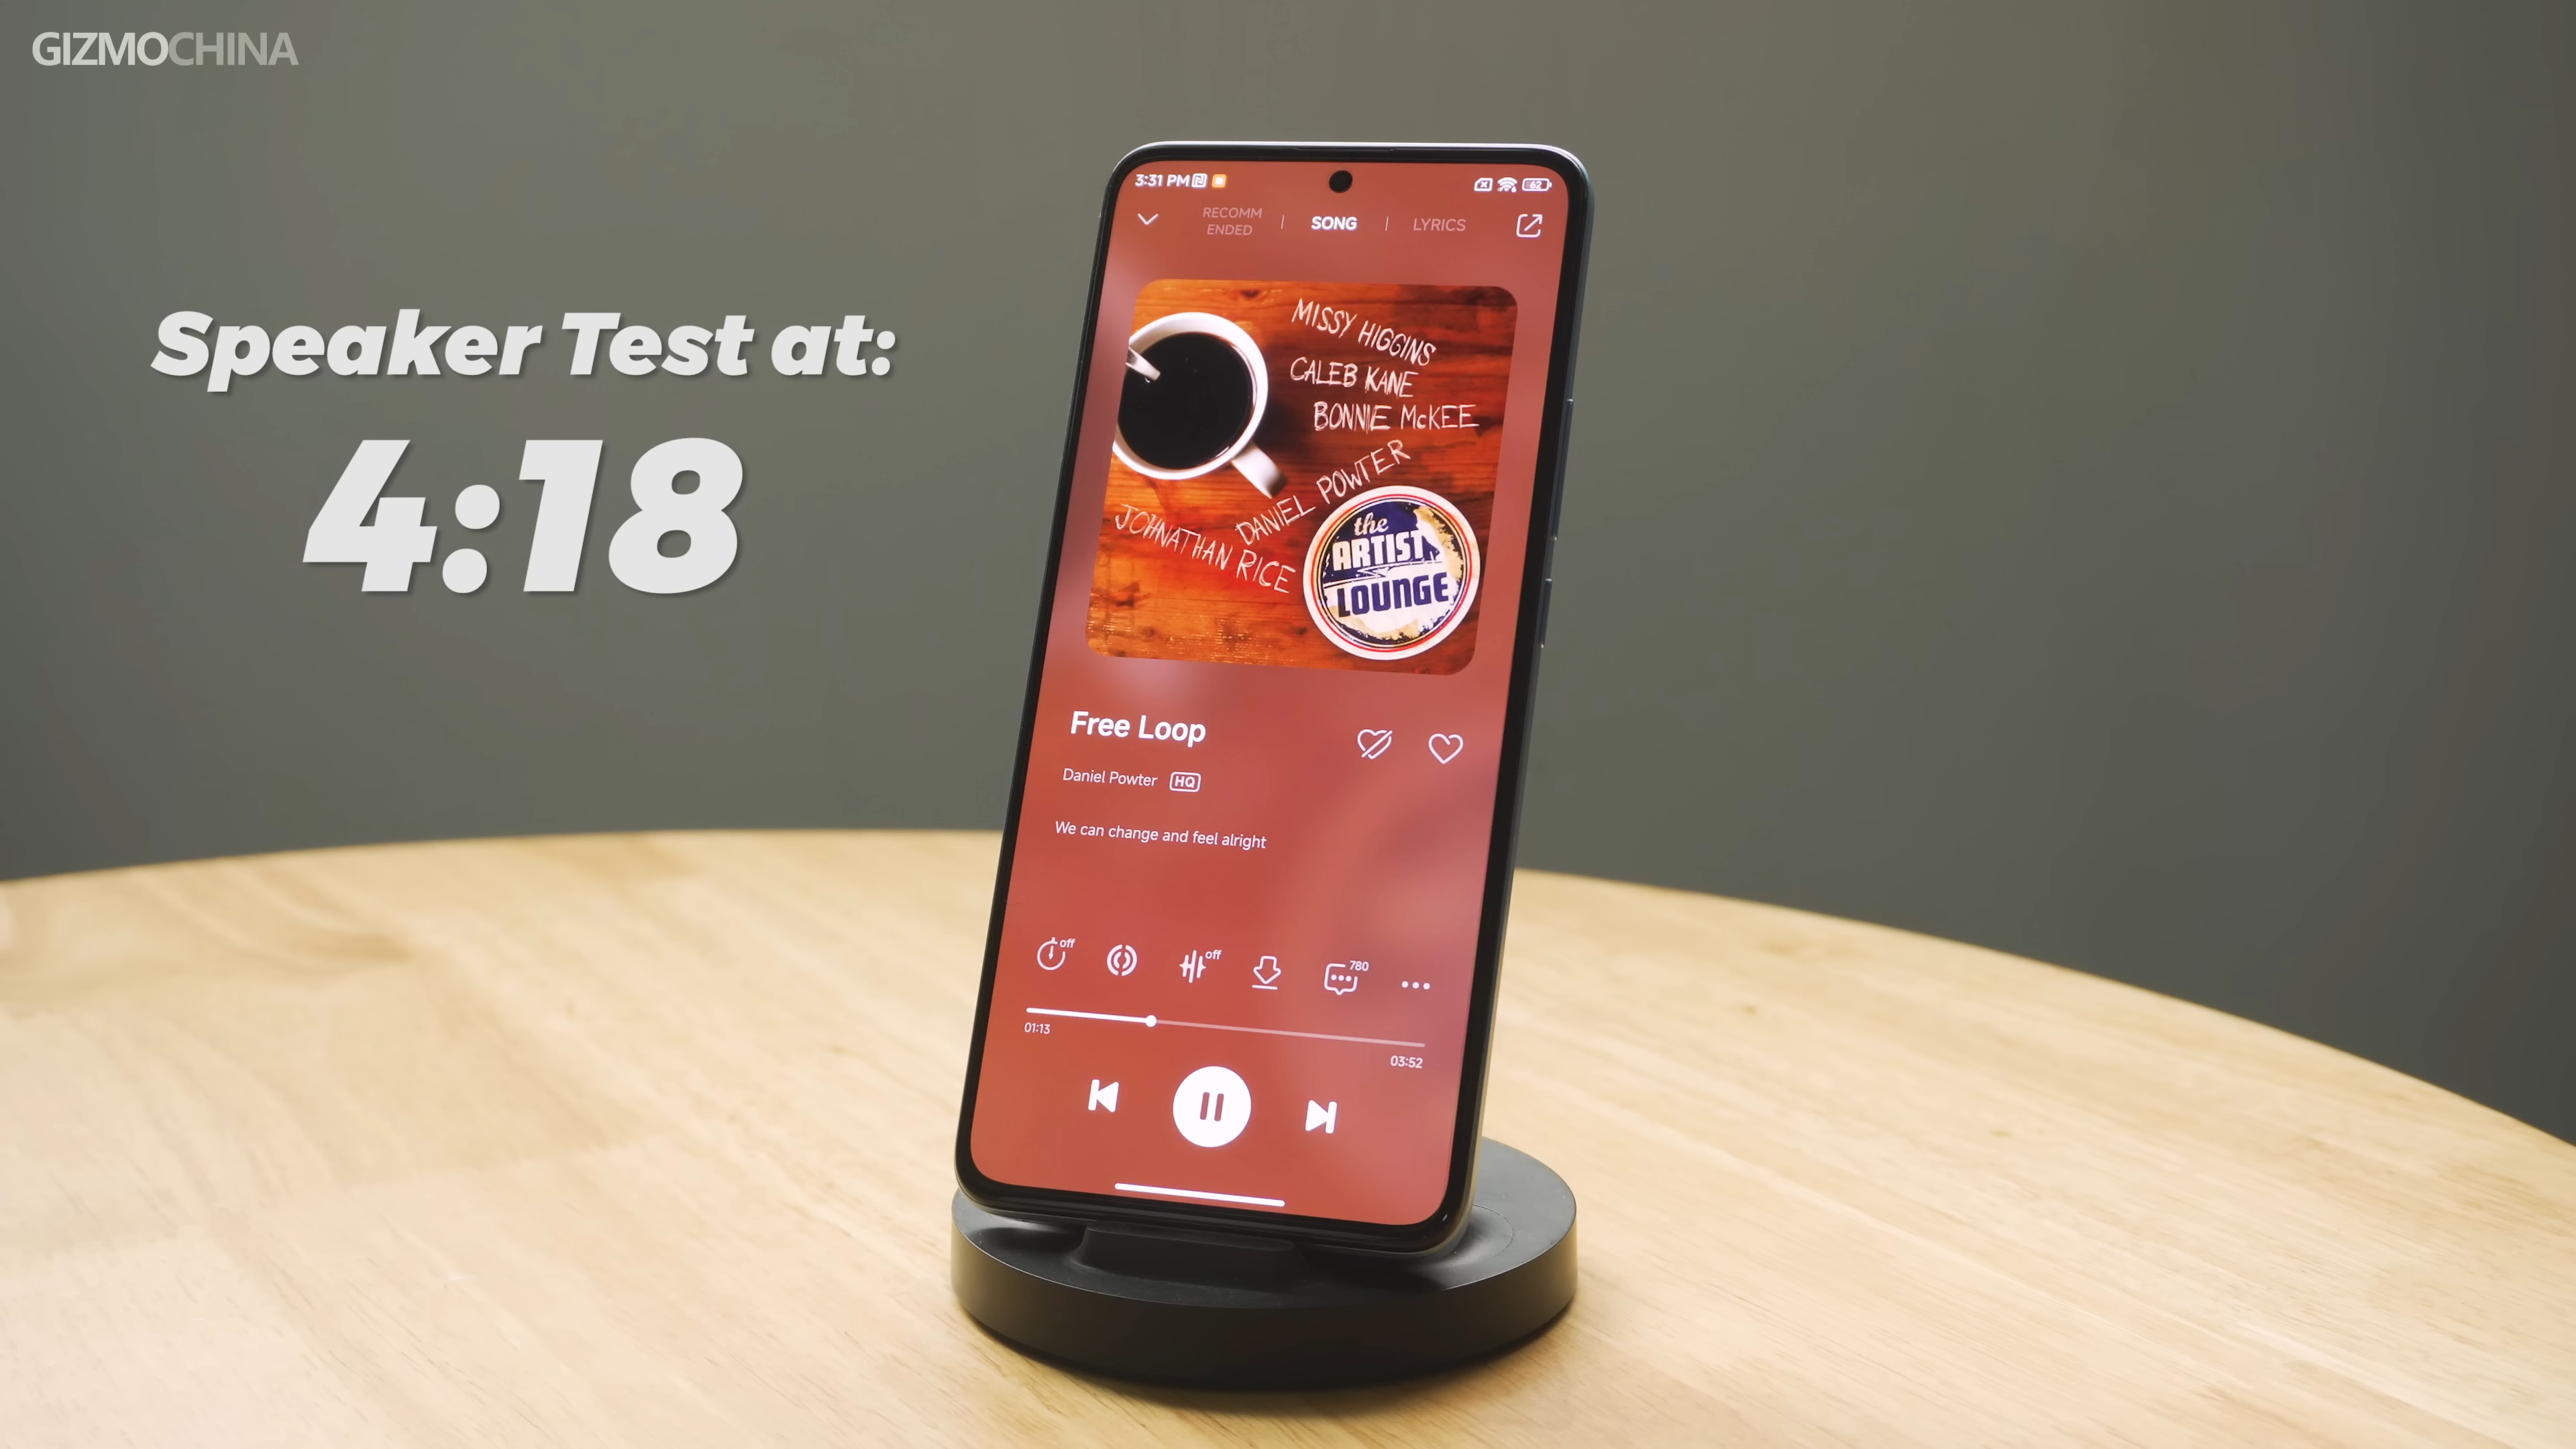 GIZMOCHINA
Speaker Test at:
4:18
3:31 PM
62
RECOMM
ENDED
SONG
LYRICS
MISSY HIGGINS
CALEB KANE
BONNIE McKEE
DANIEL POWTER
JOHNATHAN RICE
the
ARTIST
LOUNGE
Free Loop
Daniel Powter HQ
We can change and feel alright
off
off
780
01:13
03:52